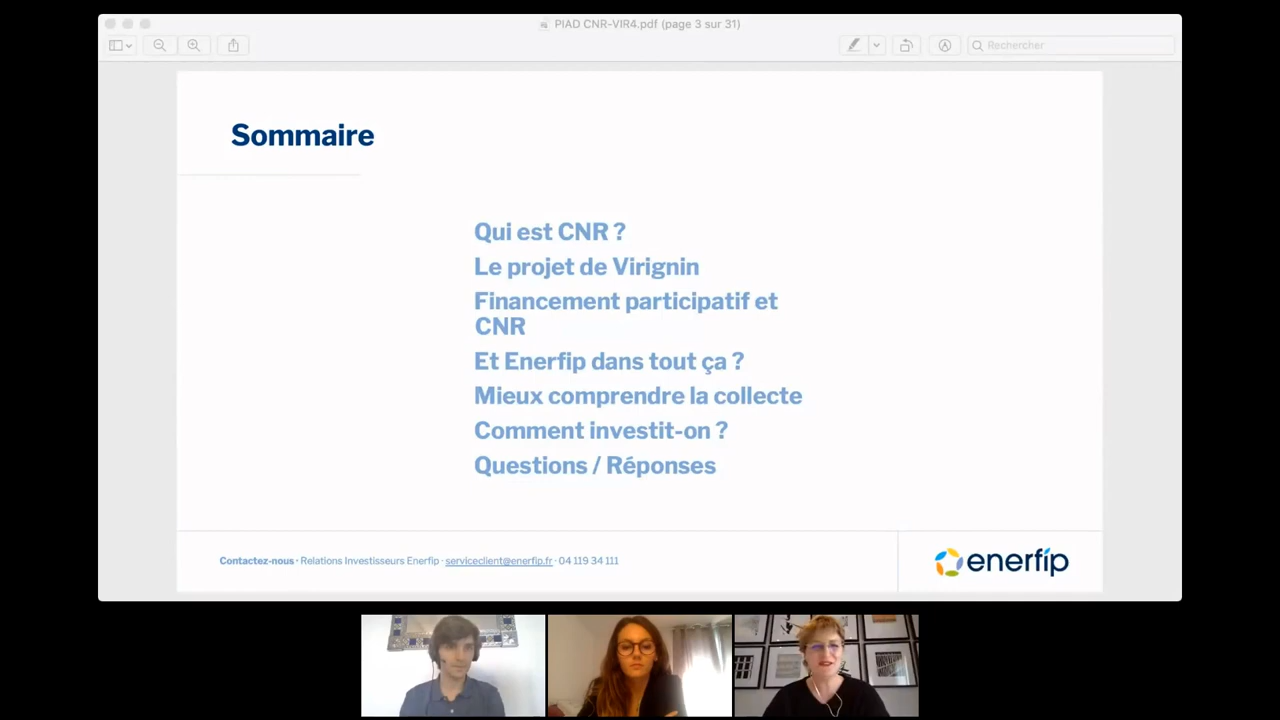 PIAD CNR-VIR4.pdf (page 3 sur 31)
Rechercher
Sommaire
Qui est CNR ?
Le projet de Virignin
Financement participatif et
CNR
Et Enerfip dans tout ça ?
Mieux comprendre la collecte
Comment investit-on ?
Questions / Réponses
Contactez-nous · Relations Investisseurs Enerfip · serviceclient@enerfip.fr · 04 119 34 111
enerfip